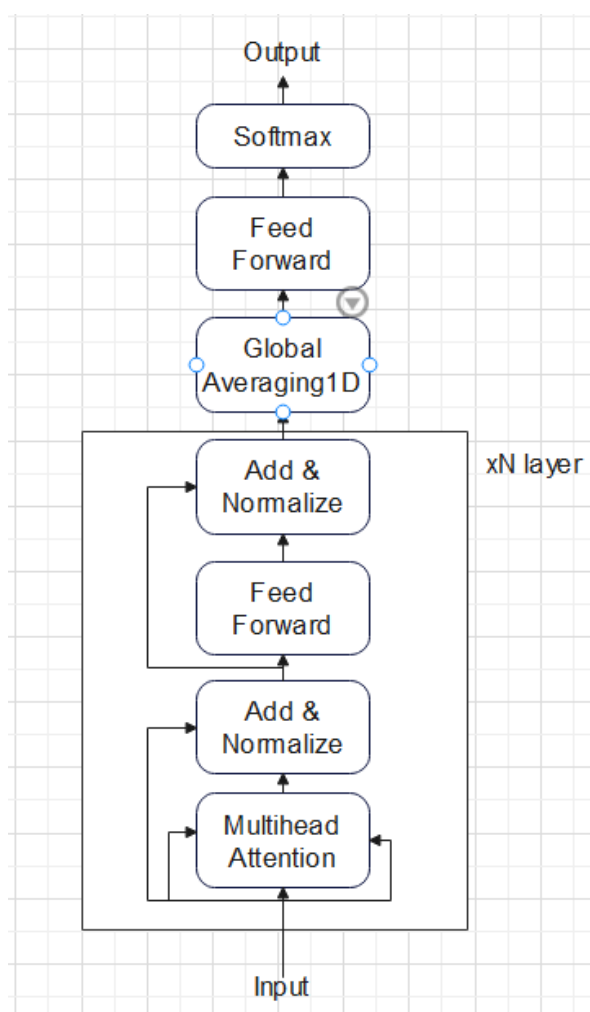 Output
Softmax
Feed
Forward
Global
Averaging1D
xN layer
Add &
Normalize
Feed
Forward
Add &
Normalize
Multihead
Attention
Input